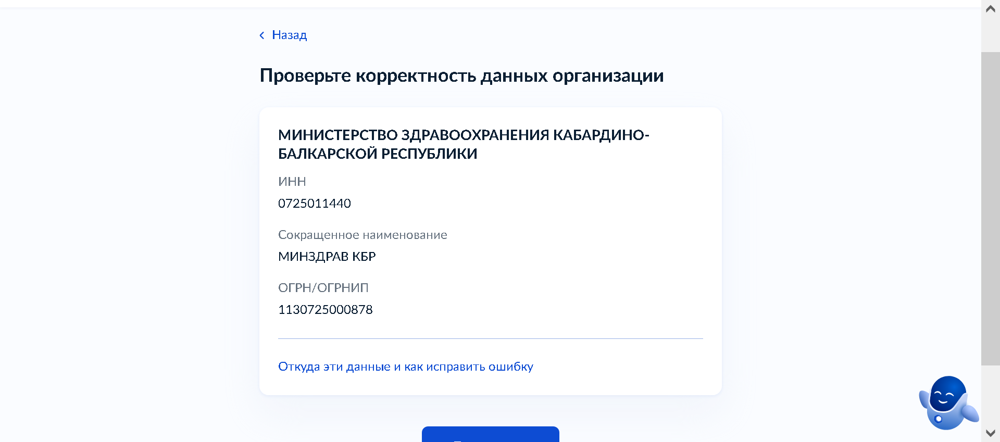 Назад
Проверьте корректность данных организации
МИНИСТЕРСТВО ЗДРАВООХРАНЕНИЯ КАБАРДИНО-
БАЛКАРСКОЙ РЕСПУБЛИКИ
ИНН
0725011440
Сокращенное наименование
МИНЗДРАВ КБР
ОГРН/ОГРНИП
1130725000878
Откуда эти данные и как исправить ошибку